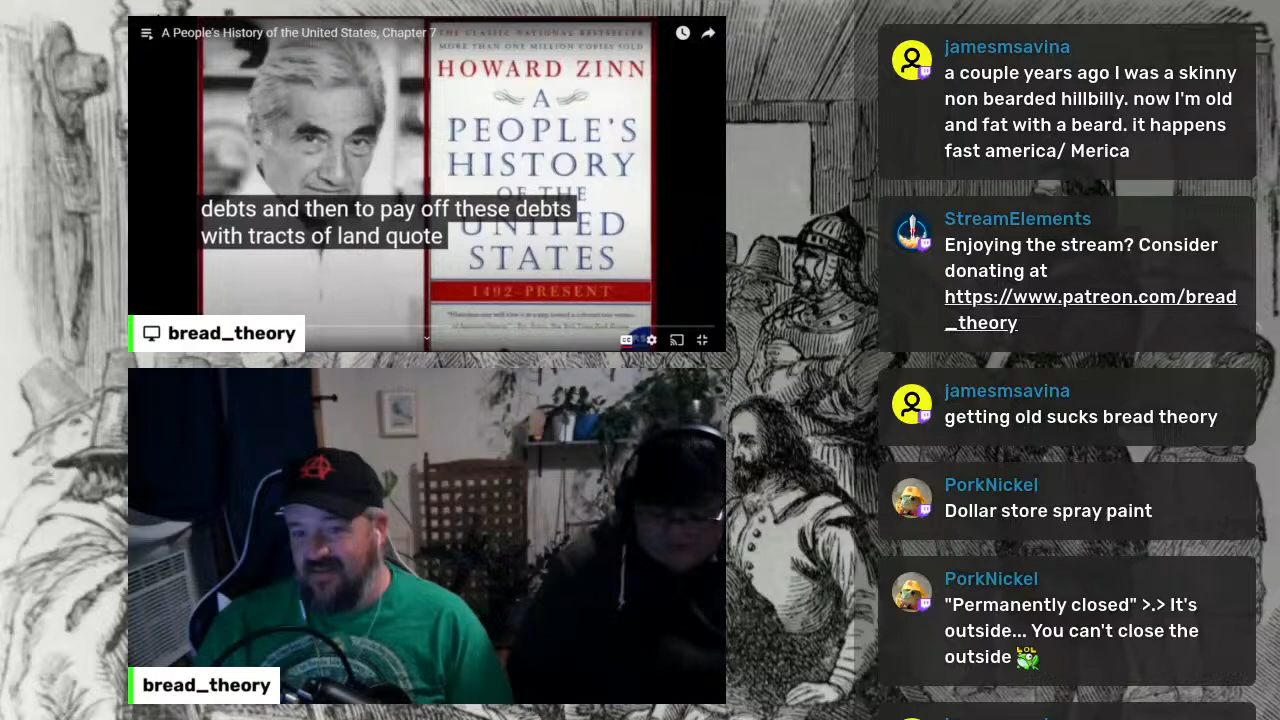 A People's History of the United States, Chapter 7
THE CLASSIC NATIONAL BESTSELLER
MORE THAN ONE MILLION COPIES SOLD
HOWARD ZINN
A
PEOPLE'S
HISTORY
OF THE
UNITED
STATES
1492–PRESENT
debts and then to pay off these debts
with tracts of land quote
bread_theory
bread_theory
jamesmsavina
a couple years ago I was a skinny
non bearded hillbilly. now I'm old
and fat with a beard. it happens
fast america/ Merica
StreamElements
Enjoying the stream? Consider
donating at
https://www.patreon.com/bread
_theory
jamesmsavina
getting old sucks bread theory
PorkNickel
Dollar store spray paint
PorkNickel
"Permanently closed" >.> It's
outside... You can't close the
outside